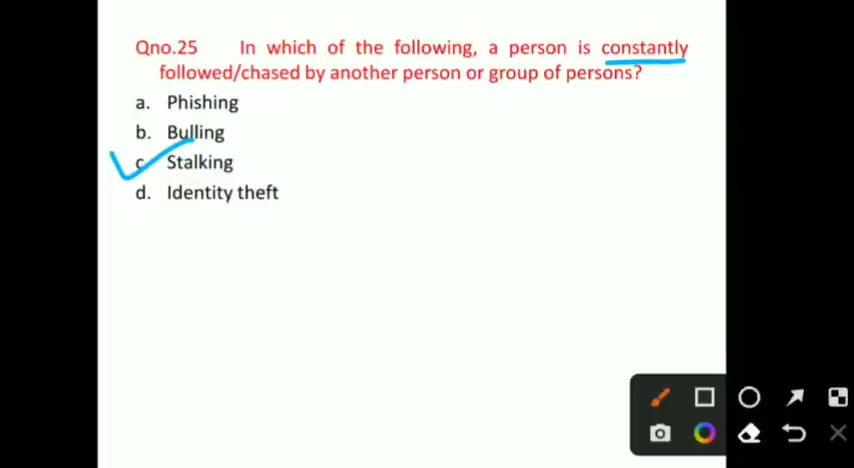 Qno.25 In which of the following, a person is constantly
followed/chased by another person or group of persons?
a. Phishing
b. Bulling
c. Stalking
d. Identity theft